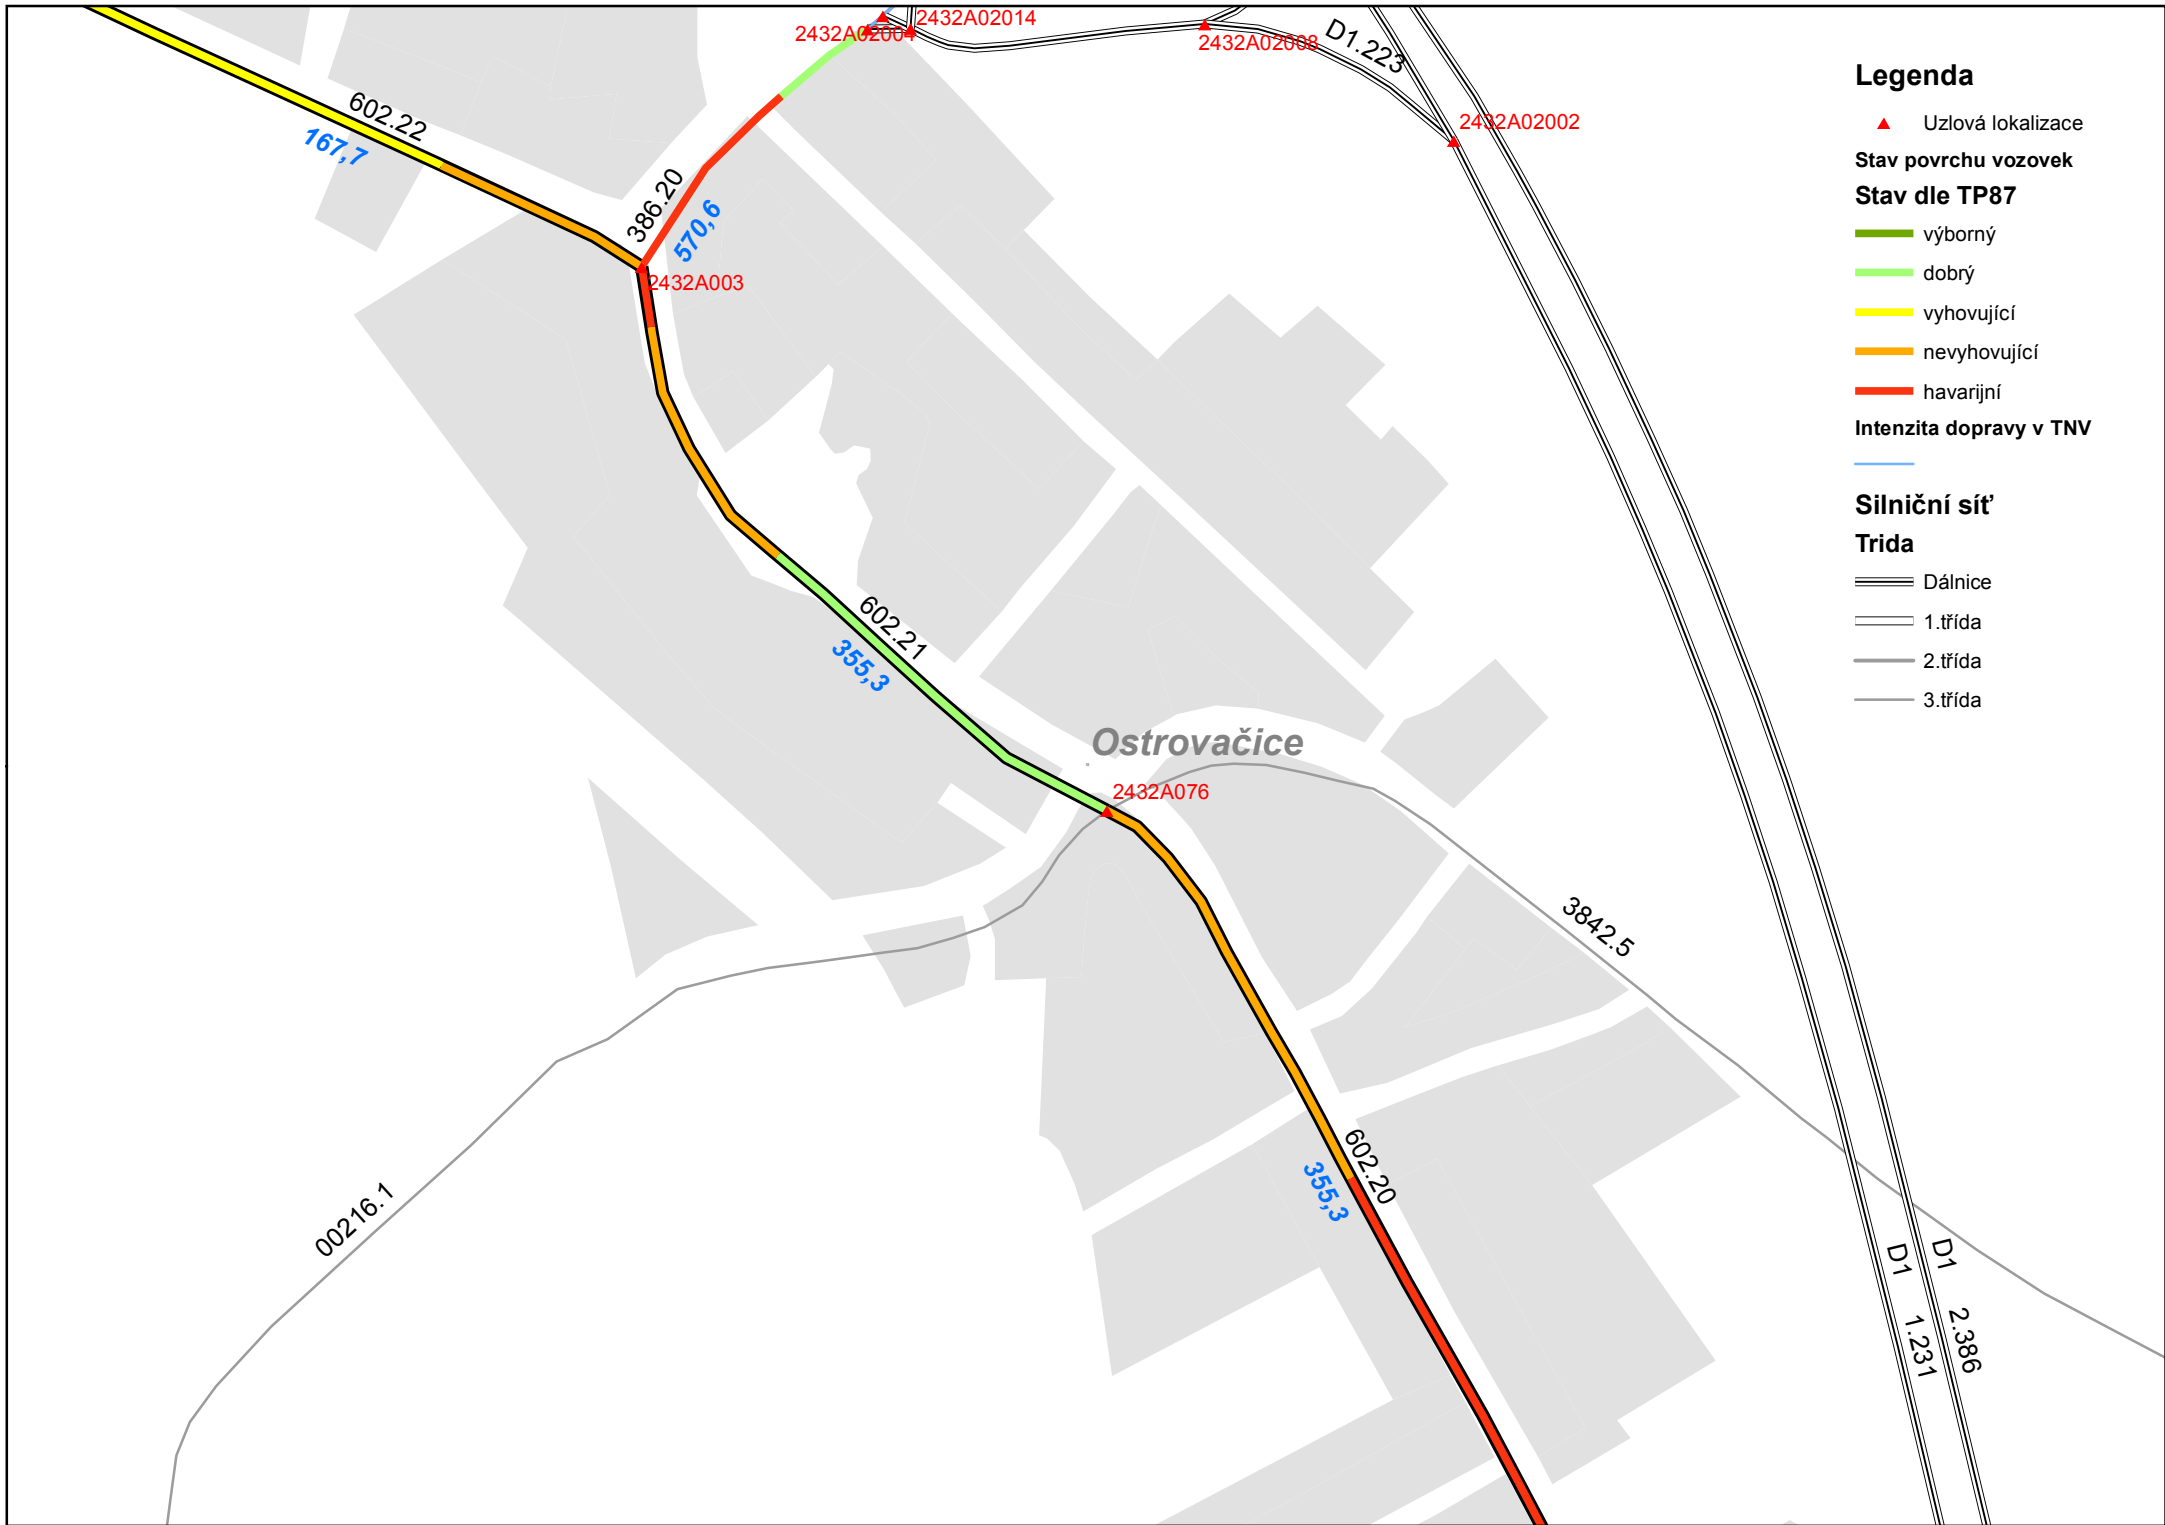 2432A02014
2432A02004
2432A02008
D1.223
2432A02002
602.22
167,7
386.20
570,6
2432A003
602.21
355,3
Ostrovačice
2432A076
3842.5
602.20
355,3
00216.1
D1 1.231
D1 2.386
Legenda
Uzlová lokalizace
Stav povrchu vozovek
Stav dle TP87
výborný
dobrý
vyhovující
nevyhovující
havarijní
Intenzita dopravy v TNV
Silniční síť
Trida
Dálnice
1.třída
2.třída
3.třída